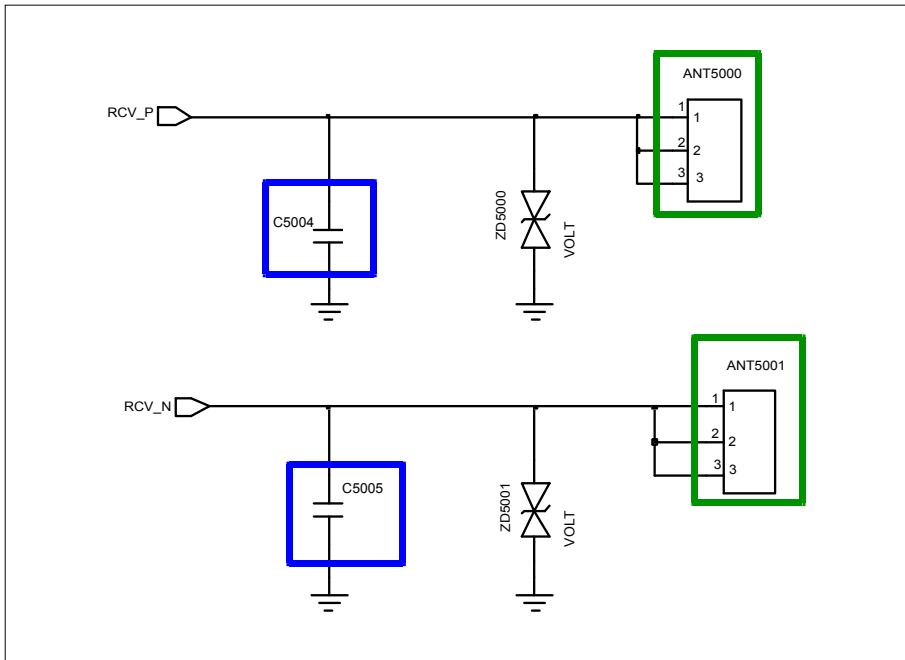 ANT5000
RCV_P
1 1
2 2
3 3
C5004
ZD5000
VOLT
ANT5001
RCV_N
1 1
2 2
3 3
C5005
ZD5001
VOLT